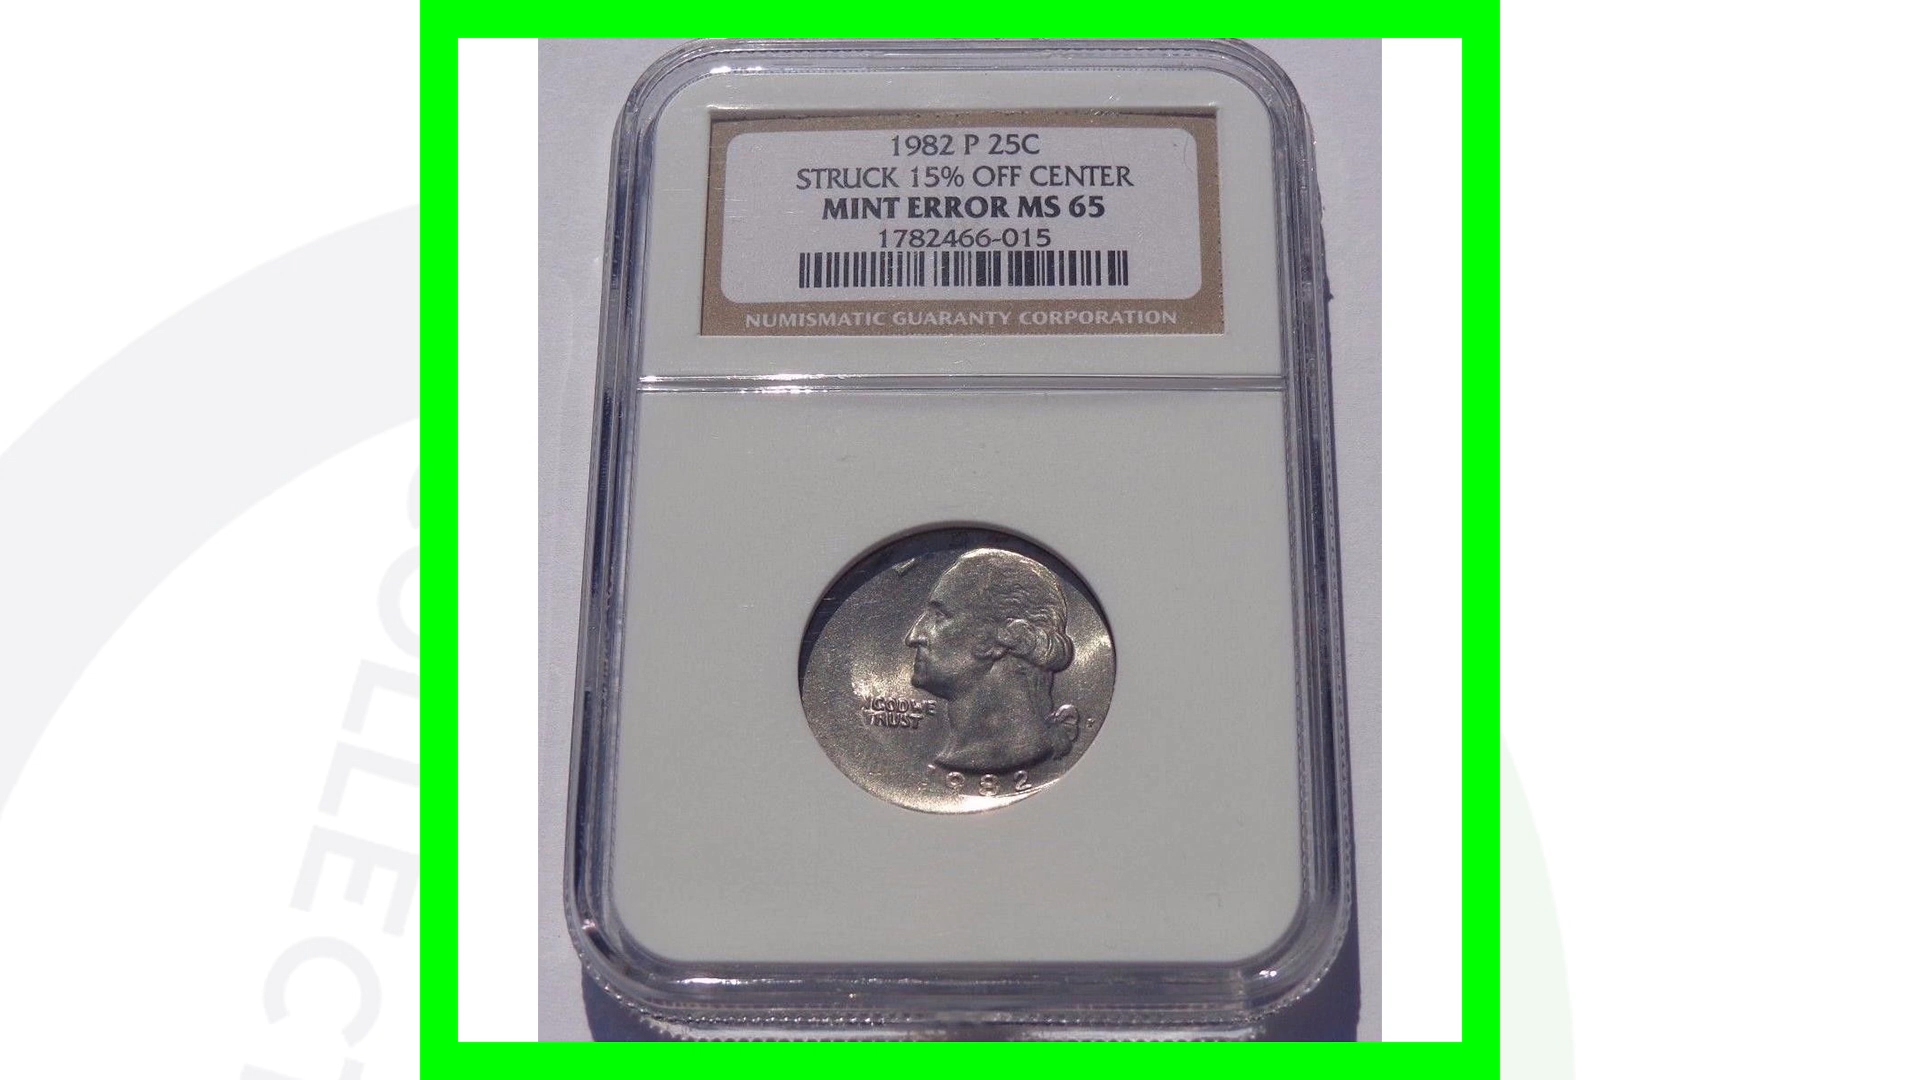 1982 P 25C
STRUCK 15% OFF CENTER
MINT ERROR MS 65
1782466-015
NUMISMATIC GUARANTY CORPORATION
GOD WE
TRUST
1982
COLLECT